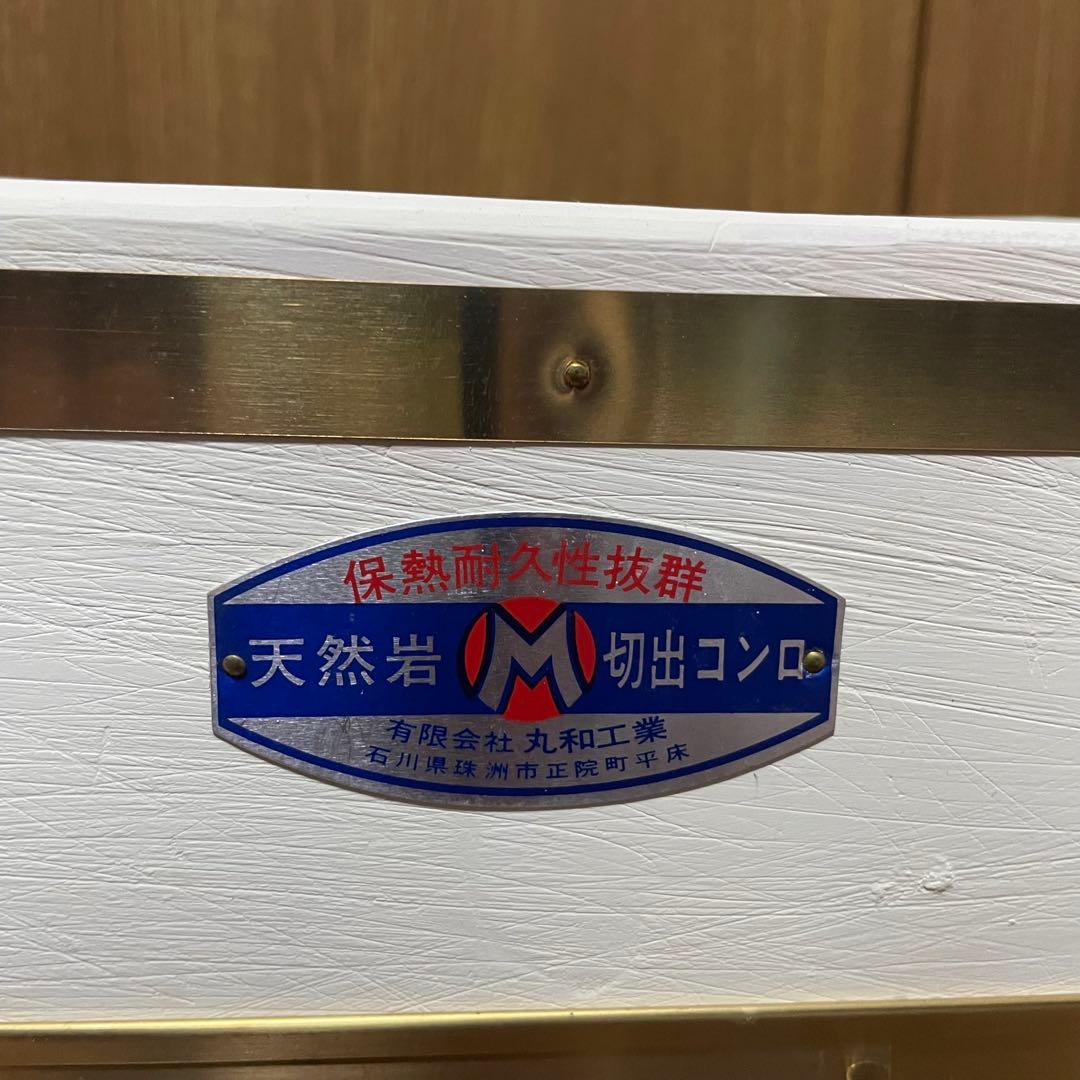 保熱耐久性抜群
天然岩 M 切出コンロ
有限会社 丸和工業
石川県珠洲市正院町平床